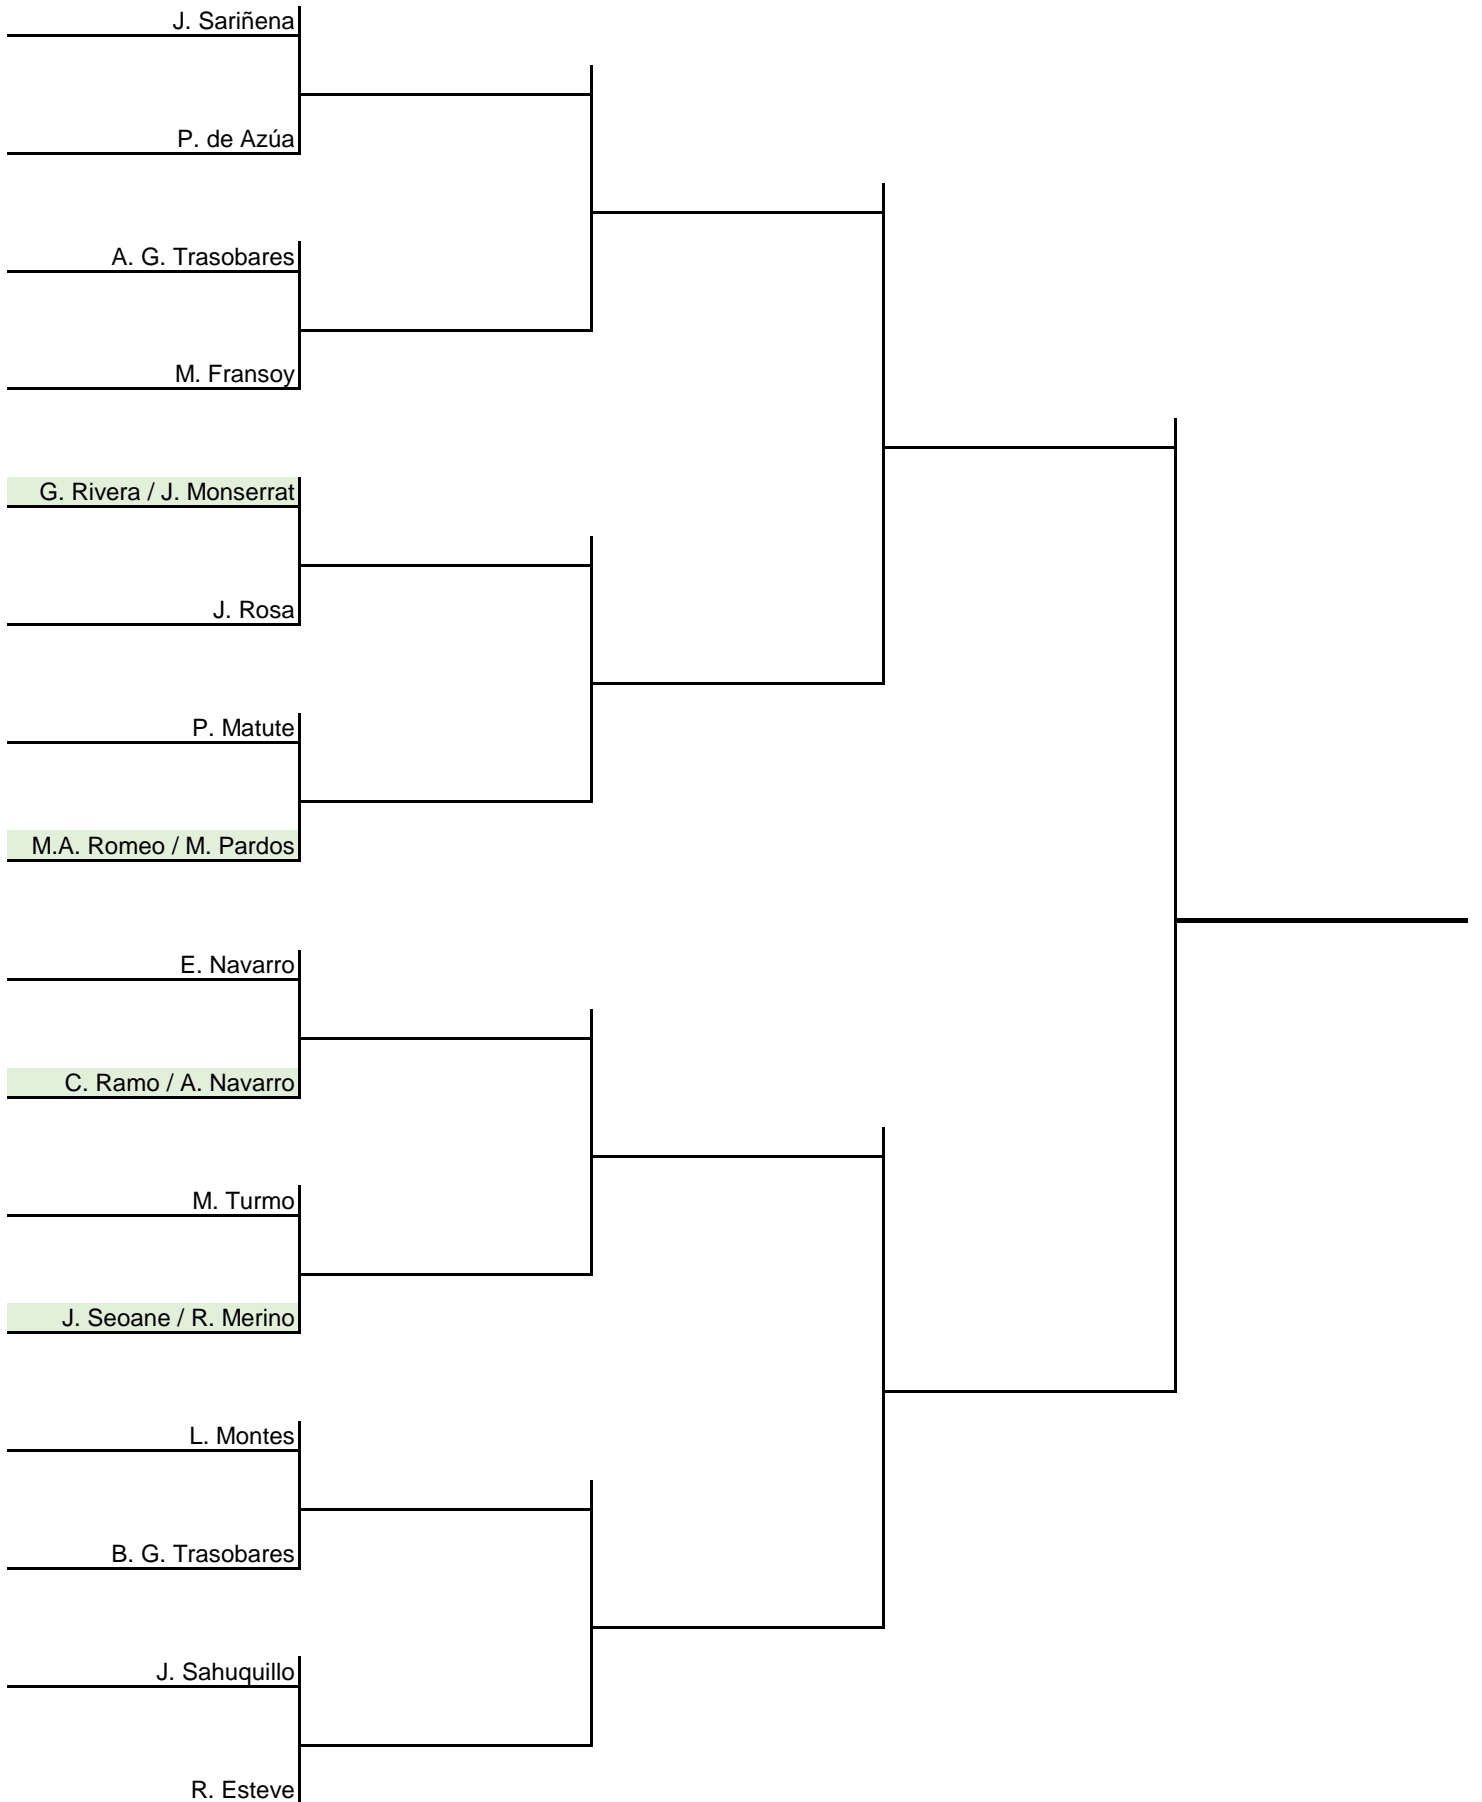 J. Sariñena
P. de Azúa
A. G. Trasobares
M. Fransoy
G. Rivera / J. Monserrat
J. Rosa
P. Matute
M.A. Romeo / M. Pardos
E. Navarro
C. Ramo / A. Navarro
M. Turmo
J. Seoane / R. Merino
L. Montes
B. G. Trasobares
J. Sahuquillo
R. Esteve